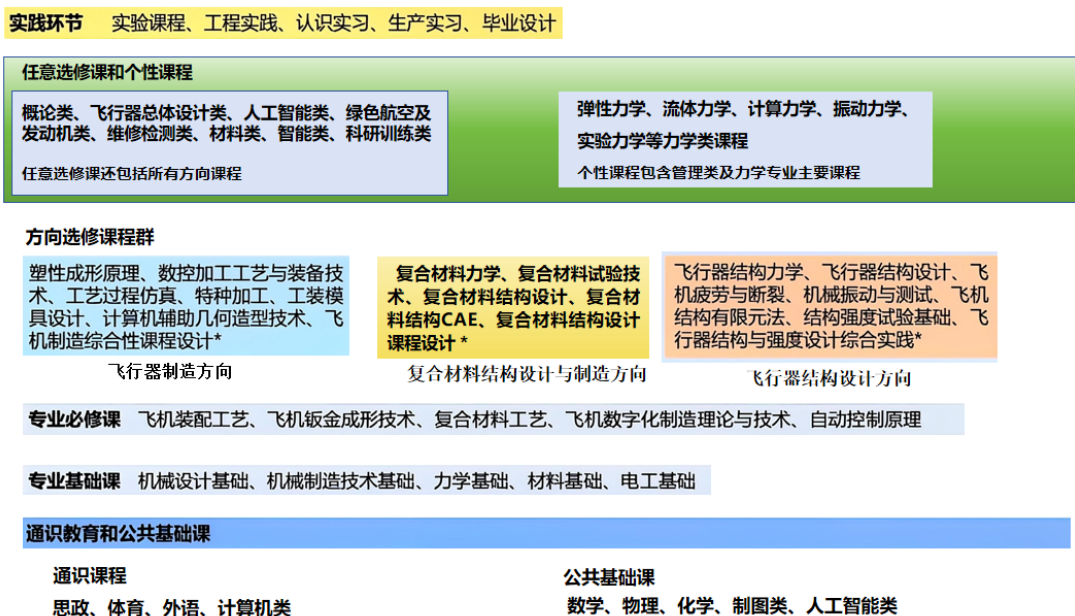 实践环节 实验课程、工程实践、认识实习、生产实习、毕业设计
任意选修课和个性课程
概论类、飞行器总体设计类、人工智能类、绿色航空及
发动机类、维修检测类、材料类、智能类、科研训练类
任意选修课还包括所有方向课程
弹性力学、流体力学、计算力学、振动力学、
实验力学等力学类课程
个性课程包含管理类及力学专业主要课程
方向选修课程群
塑性成形原理、数控加工工艺与装备技
术、工艺过程仿真、特种加工、工装模
具设计、计算机辅助几何造型技术、飞
机制造综合性课程设计*
飞行器制造方向
复合材料力学、复合材料试验技
术、复合材料结构设计、复合材
料结构CAE、复合材料结构设计
课程设计 *
复合材料结构设计与制造方向
飞行器结构力学、飞行器结构设计、飞
机疲劳与断裂、机械振动与测试、飞机
结构有限元法、结构强度试验基础、飞
行器结构与强度设计综合实践*
飞行器结构设计方向
专业必修课 飞机装配工艺、飞机钣金成形技术、复合材料工艺、飞机数字化制造理论与技术、自动控制原理
专业基础课 机械设计基础、机械制造技术基础、力学基础、材料基础、电工基础
通识教育和公共基础课
通识课程
思政、体育、外语、计算机类
公共基础课
数学、物理、化学、制图类、人工智能类